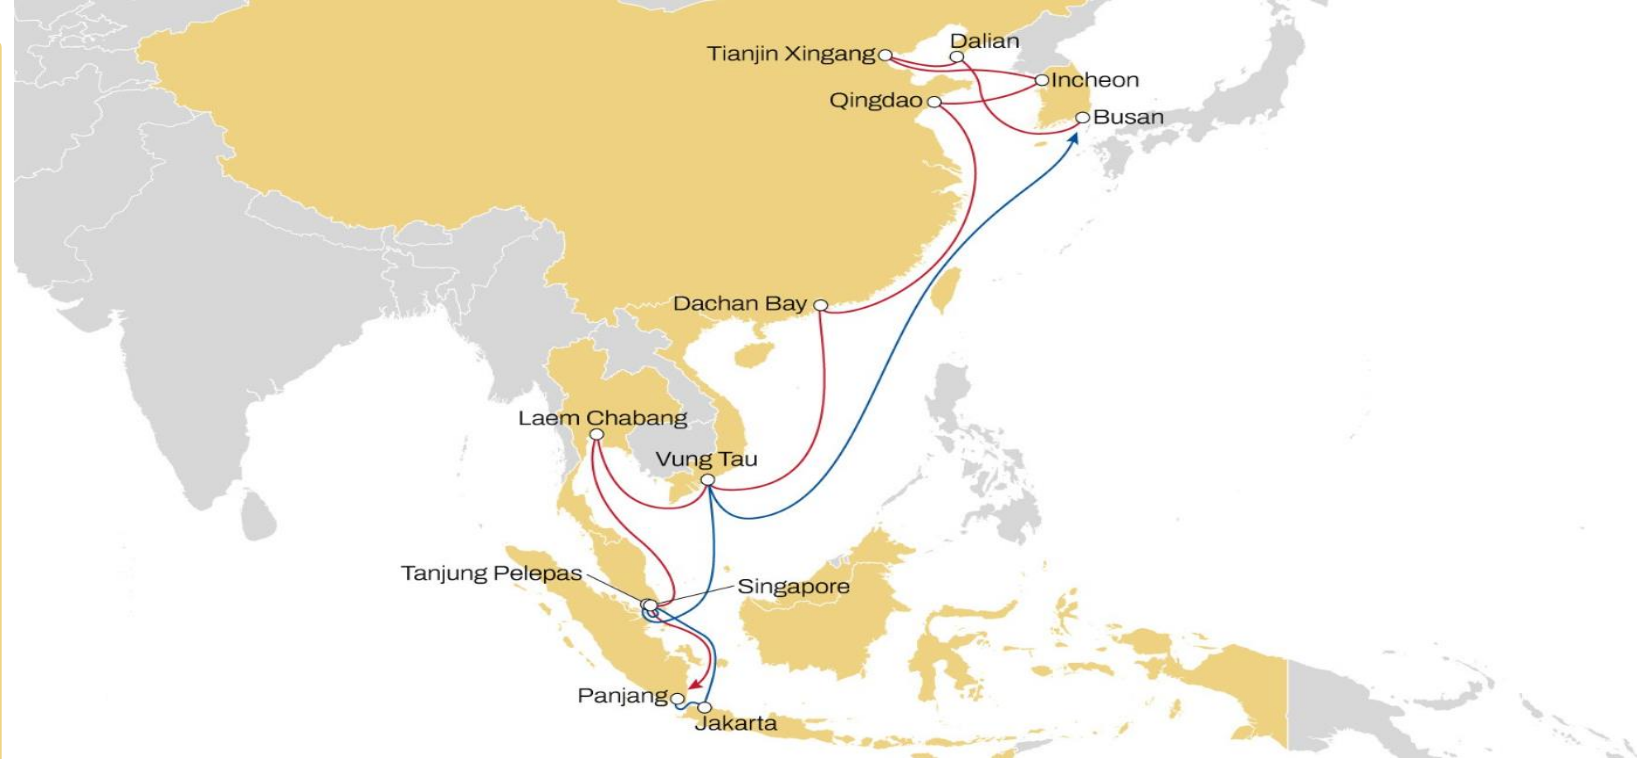 Dalian
Tianjin Xingang
Incheon
Qingdao
Busan
Dachan Bay
Laem Chabang
Vung Tau
Tanjung Pelepas
Singapore
Panjang
Jakarta